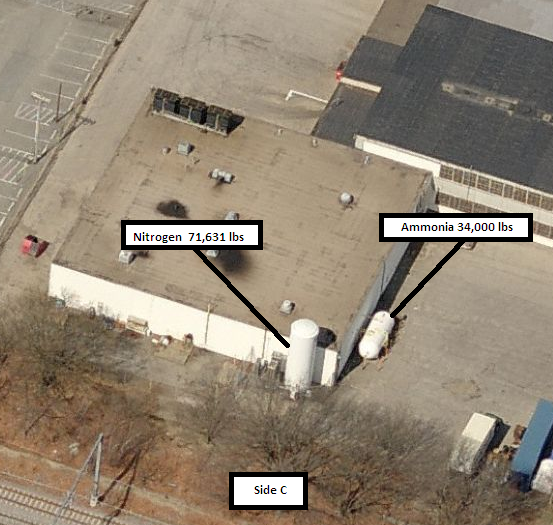 Nitrogen 71,631 lbs
Ammonia 34,000 lbs
Side C